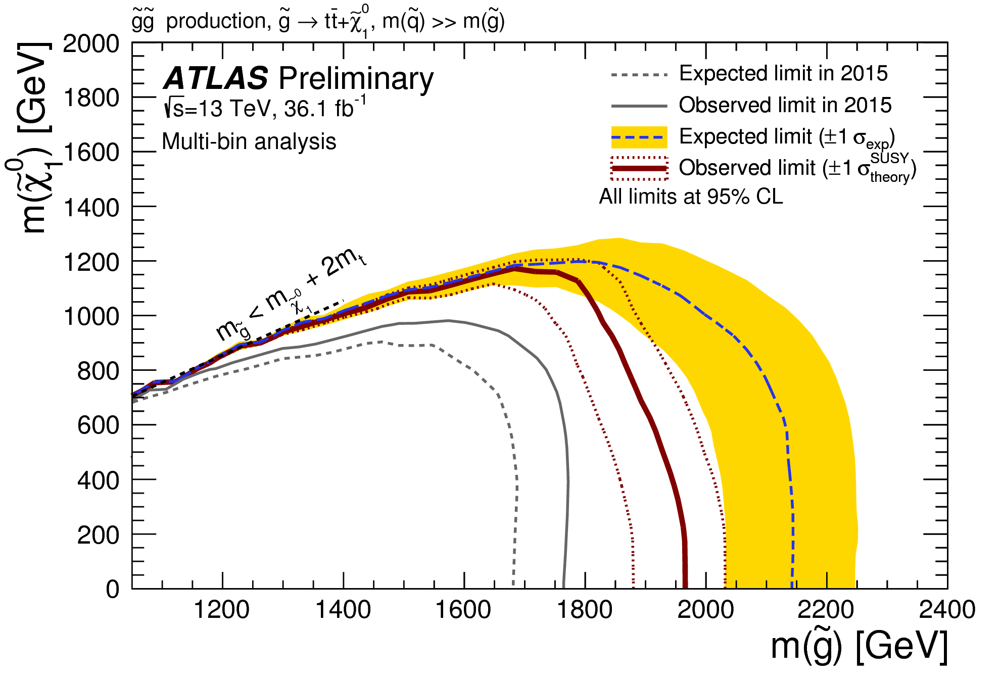 g̃g̃ production, g̃ → tt̄+χ̃₁⁰, m(q̃) >> m(g̃)
m(χ̃₁⁰) [GeV]
2000
1800
1600
1400
1200
1000
800
600
400
200
0
ATLAS Preliminary
√s=13 TeV, 36.1 fb⁻¹
Multi-bin analysis
Expected limit in 2015
Observed limit in 2015
Expected limit (±1 σ_exp)
Observed limit (±1 σ_theory^SUSY)
All limits at 95% CL
m_g̃ < m_χ̃₁⁰ + 2m_t
1200 1400 1600 1800 2000 2200 2400
m(g̃) [GeV]